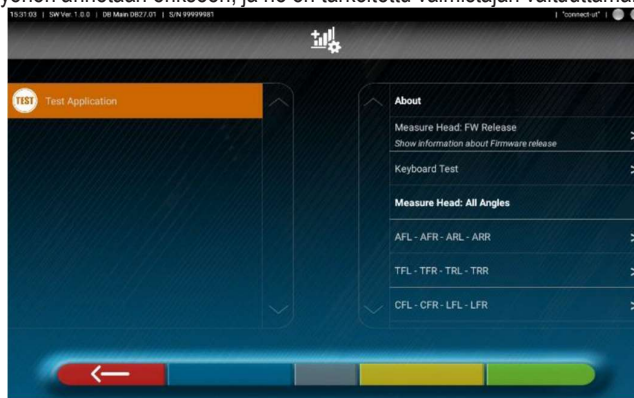 annetaan erikseen, ja ne on tarkoitettu valmistajan
15:31:03 | SW Ver. 1.0.0 | DB Main DB27.01 | S/N 99999981 | "connect-ut" |
TEST Test Application
About
Measure Head: FW Release
Show information about Firmware release
Keyboard Test
Measure Head: All Angles
AFL - AFR - ARL - ARR
TFL - TFR - TRL - TRR
CFL - CFR - LFL - LFR